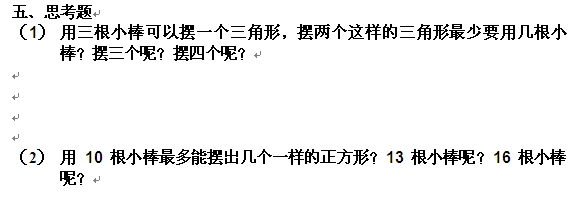 五、思考题
（1） 用三根小棒可以摆一个三角形，摆两个这样的三角形最少要用几根小
棒？摆三个呢？摆四个呢？
（2） 用 10 根小棒最多能摆出几个一样的正方形？13 根小棒呢？16 根小棒
呢？